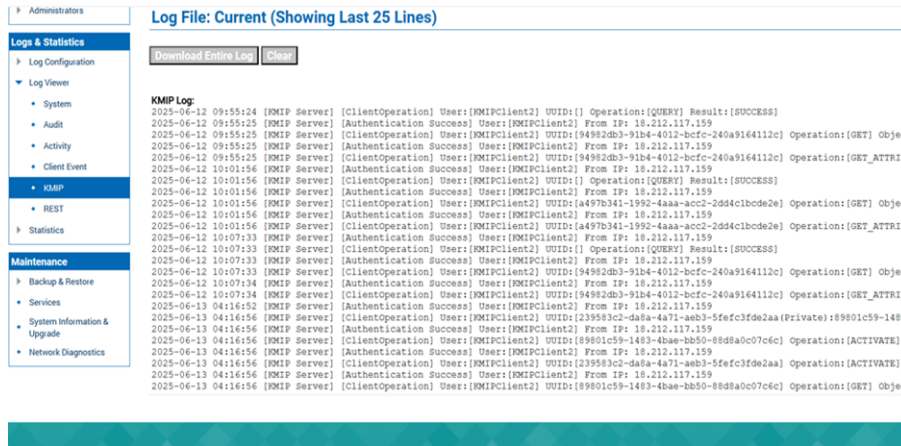 Administrators
Logs & Statistics
Log Configuration
Log Viewer
System
Audit
Activity
Client Event
KMIP
REST
Statistics
Maintenance
Backup & Restore
Services
System Information &
Upgrade
Network Diagnostics
Log File: Current (Showing Last 25 Lines)
Download Entire Log Clear
KMIP Log:
2025-06-12 09:55:24 [KMIP Server] [ClientOperation] User:[KMIPClient2] UUID:[] Operation:[QUERY] Result:[SUCCESS]
2025-06-12 09:55:25 [KMIP Server] [Authentication Success] User:[KMIPClient2] From IP: 18.212.117.159
2025-06-12 09:55:25 [KMIP Server] [ClientOperation] User:[KMIPClient2] UUID:[94982db3-91b4-4012-bcfc-240a9164112c] Operation:[GET] Obje
2025-06-12 09:55:25 [KMIP Server] [Authentication Success] User:[KMIPClient2] From IP: 18.212.117.159
2025-06-12 09:55:25 [KMIP Server] [ClientOperation] User:[KMIPClient2] UUID:[94982db3-91b4-4012-bcfc-240a9164112c] Operation:[GET_ATTRI
2025-06-12 10:01:56 [KMIP Server] [Authentication Success] User:[KMIPClient2] From IP: 18.212.117.159
2025-06-12 10:01:56 [KMIP Server] [ClientOperation] User:[KMIPClient2] UUID:[] Operation:[QUERY] Result:[SUCCESS]
2025-06-12 10:01:56 [KMIP Server] [Authentication Success] User:[KMIPClient2] From IP: 18.212.117.159
2025-06-12 10:01:56 [KMIP Server] [ClientOperation] User:[KMIPClient2] UUID:[a497b341-1992-4aaa-acc2-2dd4c1bcde2e] Operation:[GET] Obje
2025-06-12 10:01:56 [KMIP Server] [Authentication Success] User:[KMIPClient2] From IP: 18.212.117.159
2025-06-12 10:01:56 [KMIP Server] [ClientOperation] User:[KMIPClient2] UUID:[a497b341-1992-4aaa-acc2-2dd4c1bcde2e] Operation:[GET_ATTRI
2025-06-12 10:07:33 [KMIP Server] [Authentication Success] User:[KMIPClient2] From IP: 18.212.117.159
2025-06-12 10:07:33 [KMIP Server] [ClientOperation] User:[KMIPClient2] UUID:[] Operation:[QUERY] Result:[SUCCESS]
2025-06-12 10:07:33 [KMIP Server] [Authentication Success] User:[KMIPClient2] From IP: 18.212.117.159
2025-06-12 10:07:33 [KMIP Server] [ClientOperation] User:[KMIPClient2] UUID:[94982db3-91b4-4012-bcfc-240a9164112c] Operation:[GET] Obje
2025-06-12 10:07:34 [KMIP Server] [Authentication Success] User:[KMIPClient2] From IP: 18.212.117.159
2025-06-12 10:07:34 [KMIP Server] [ClientOperation] User:[KMIPClient2] UUID:[94982db3-91b4-4012-bcfc-240a9164112c] Operation:[GET_ATTRI
2025-06-13 04:16:52 [KMIP Server] [Authentication Success] User:[KMIPClient2] From IP: 18.212.117.159
2025-06-13 04:16:56 [KMIP Server] [ClientOperation] User:[KMIPClient2] UUID:[239583c2-da8a-4a71-aeb3-5fefc3fde2aa(Private):89801c59-148
2025-06-13 04:16:56 [KMIP Server] [Authentication Success] User:[KMIPClient2] From IP: 18.212.117.159
2025-06-13 04:16:56 [KMIP Server] [ClientOperation] User:[KMIPClient2] UUID:[89801c59-1483-4bae-bb50-88d8a0c07c6c] Operation:[ACTIVATE]
2025-06-13 04:16:56 [KMIP Server] [Authentication Success] User:[KMIPClient2] From IP: 18.212.117.159
2025-06-13 04:16:56 [KMIP Server] [ClientOperation] User:[KMIPClient2] UUID:[239583c2-da8a-4a71-aeb3-5fefc3fde2aa] Operation:[ACTIVATE]
2025-06-13 04:16:56 [KMIP Server] [Authentication Success] User:[KMIPClient2] From IP: 18.212.117.159
2025-06-13 04:16:56 [KMIP Server] [ClientOperation] User:[KMIPClient2] UUID:[89801c59-1483-4bae-bb50-88d8a0c07c6c] Operation:[GET] Obje